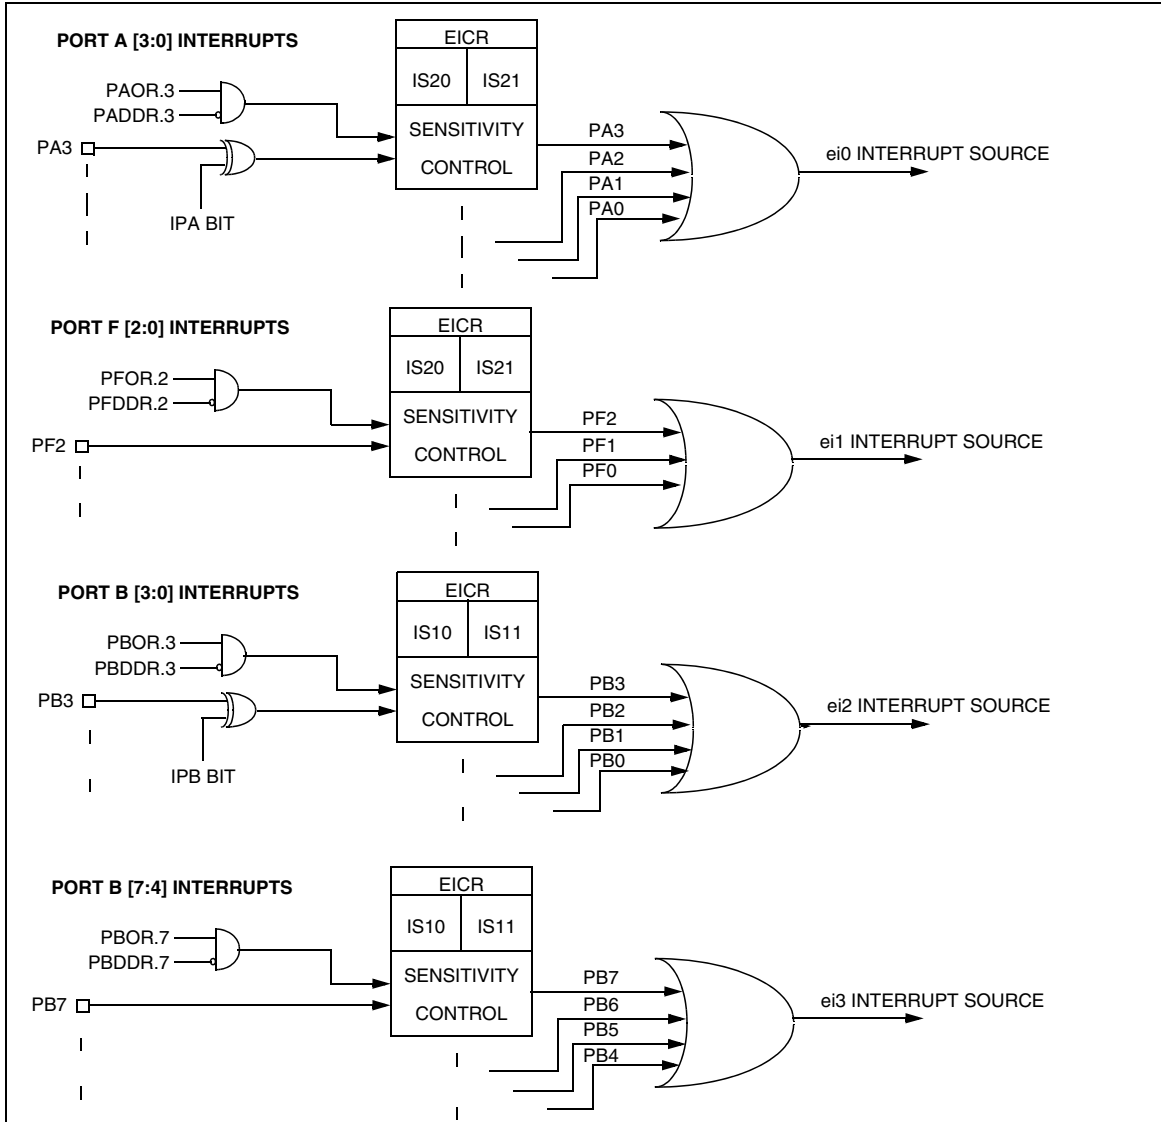 PORT A [3:0] INTERRUPTS
EICR
IS20 IS21
PAOR.3
PADDR.3
SENSITIVITY
CONTROL
PA3
IPA BIT
PA3
PA2
PA1
PA0
ei0 INTERRUPT SOURCE
PORT F [2:0] INTERRUPTS
EICR
IS20 IS21
PFOR.2
PFDDR.2
SENSITIVITY
CONTROL
PF2
PF2
PF1
PF0
ei1 INTERRUPT SOURCE
PORT B [3:0] INTERRUPTS
EICR
IS10 IS11
PBOR.3
PBDDR.3
SENSITIVITY
CONTROL
PB3
IPB BIT
PB3
PB2
PB1
PB0
ei2 INTERRUPT SOURCE
PORT B [7:4] INTERRUPTS
EICR
IS10 IS11
PBOR.7
PBDDR.7
SENSITIVITY
CONTROL
PB7
PB7
PB6
PB5
PB4
ei3 INTERRUPT SOURCE